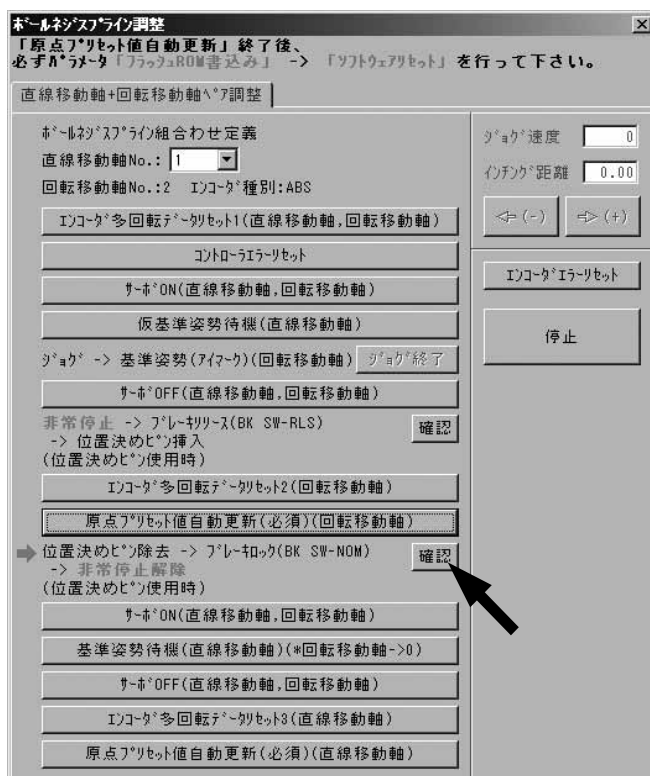 ﾎﾞｰﾙﾈｼﾞｽﾌﾟﾗｲﾝ調整
「原点ﾌﾟﾘｾｯﾄ値自動更新」終了後、
必ずﾊﾟﾗﾒｰﾀ「ﾌﾗｯｼｭROM書込み」 -> 「ｿﾌﾄｳｪｱﾘｾｯﾄ」を行って下さい。
直線移動軸+回転移動軸ﾍﾟｱ調整
ﾎﾞｰﾙﾈｼﾞｽﾌﾟﾗｲﾝ組合わせ定義
直線移動軸No.: 1
回転移動軸No.:2 ｴﾝｺｰﾀﾞ種別:ABS
ｴﾝｺｰﾀﾞ多回転ﾃﾞｰﾀﾘｾｯﾄ1(直線移動軸,回転移動軸)
ｺﾝﾄﾛｰﾗｴﾗｰﾘｾｯﾄ
ｻｰﾎﾞON(直線移動軸,回転移動軸)
仮基準姿勢待機(直線移動軸)
ｼﾞｮｸﾞ -> 基準姿勢(ｱｲﾏｰｸ)(回転移動軸) ｼﾞｮｸﾞ終了
ｻｰﾎﾞOFF(直線移動軸,回転移動軸)
非常停止 -> ﾌﾞﾚｰｷﾘﾘｰｽ(BK SW-RLS) 確認
-> 位置決めﾋﾟﾝ挿入
(位置決めﾋﾟﾝ使用時)
ｴﾝｺｰﾀﾞ多回転ﾃﾞｰﾀﾘｾｯﾄ2(回転移動軸)
原点ﾌﾟﾘｾｯﾄ値自動更新(必須)(回転移動軸)
位置決めﾋﾟﾝ除去 -> ﾌﾞﾚｰｷﾛｯｸ(BK SW-NOM) 確認
-> 非常停止解除
(位置決めﾋﾟﾝ使用時)
ｻｰﾎﾞON(直線移動軸,回転移動軸)
基準姿勢待機(直線移動軸)(*回転移動軸->0)
ｻｰﾎﾞOFF(直線移動軸,回転移動軸)
ｴﾝｺｰﾀﾞ多回転ﾃﾞｰﾀﾘｾｯﾄ3(直線移動軸)
原点ﾌﾟﾘｾｯﾄ値自動更新(必須)(直線移動軸)
ｼﾞｮｸﾞ速度 0
ｲﾝﾁﾝｸﾞ距離 0.00
(-) (+)
ｴﾝｺｰﾀﾞｴﾗｰﾘｾｯﾄ
停止